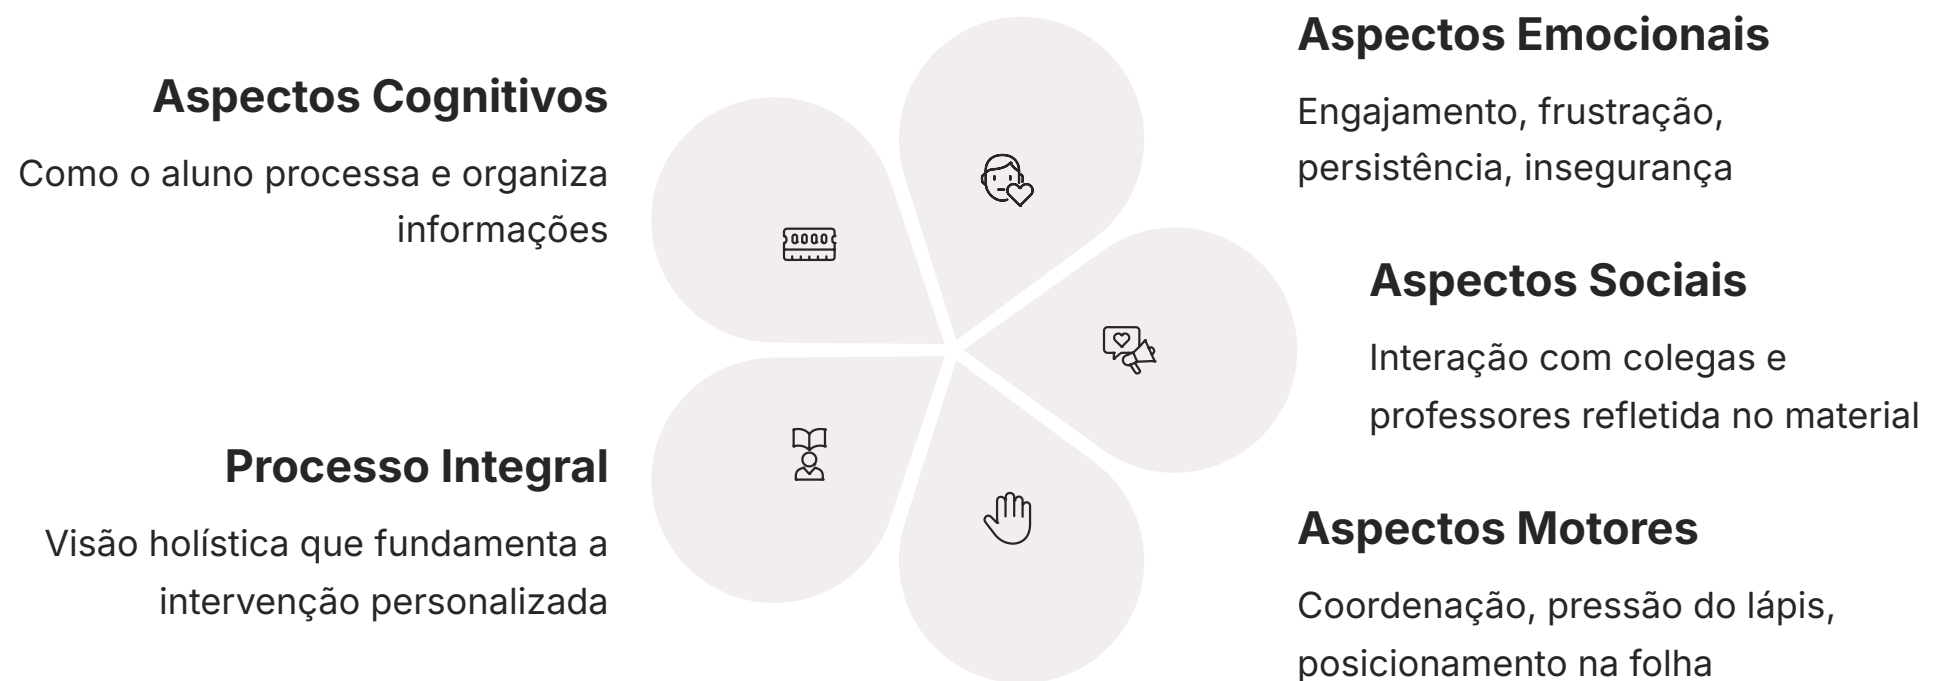 Aspectos Cognitivos
Como o aluno processa e organiza
informações
Aspectos Emocionais
Engajamento, frustração,
persistência, insegurança
Aspectos Sociais
Interação com colegas e
professores refletida no material
Processo Integral
Visão holística que fundamenta a
intervenção personalizada
Aspectos Motores
Coordenação, pressão do lápis,
posicionamento na folha